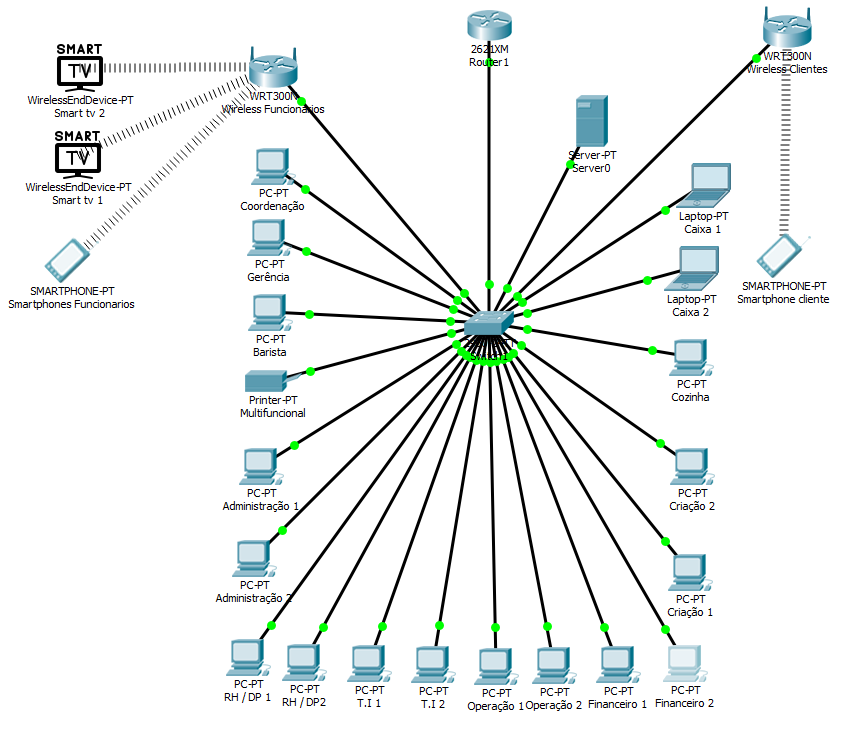 2621XM
Router1
WRT300N
Wireless Clientes
SMART
TV
WirelessEndDevice-PT
Smart tv 2
WRT300N
Wireless Funcionarios
SMART
TV
WirelessEndDevice-PT
Smart tv 1
Server-PT
Server0
PC-PT
Coordenação
Laptop-PT
Caixa 1
PC-PT
Gerência
SMARTPHONE-PT
Smartphones Funcionarios
SMARTPHONE-PT
Smartphone cliente
Laptop-PT
Caixa 2
PC-PT
Barista
PC-PT
Cozinha
Printer-PT
Multifuncional
PC-PT
Administração 1
PC-PT
Criação 2
PC-PT
Administração 2
PC-PT
Criação 1
PC-PT
RH / DP 1
PC-PT
RH / DP2
PC-PT
T.I 1
PC-PT
T.I 2
PC-PT
Operação 1
PC-PT
Operação 2
PC-PT
Financeiro 1
PC-PT
Financeiro 2